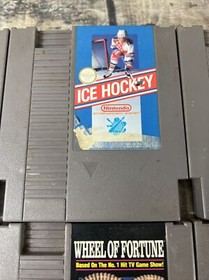 ICE HOCKEY
Nintendo
WHEEL OF FORTUNE
Based On The No. 1 Hit TV Game Show!